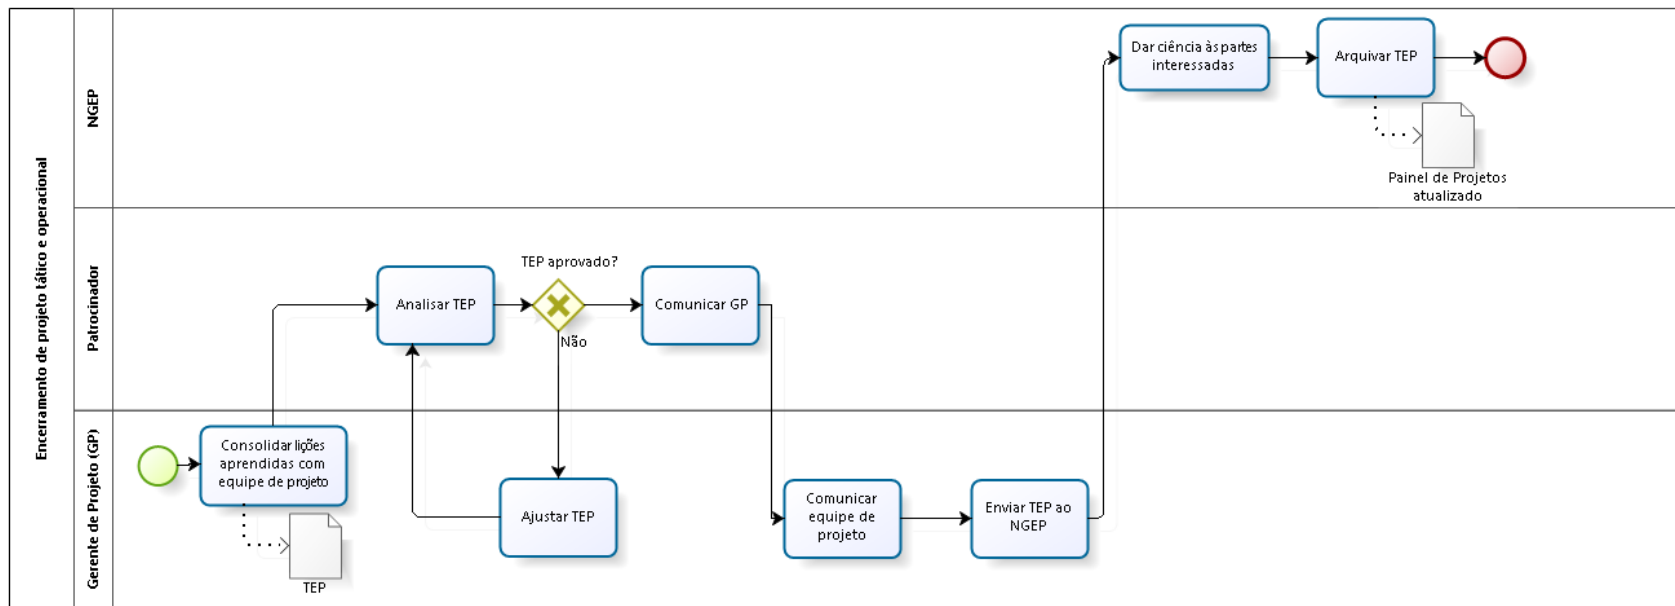 Encerramento de projeto tático e operacional
NGEP
Dar ciência às partes
interessadas
Arquivar TEP
Painel de Projetos
atualizado
Patrocinador
Analisar TEP
TEP aprovado?
Não
Comunicar GP
Gerente de Projeto (GP)
Consolidar lições
aprendidas com
equipe de projeto
TEP
Ajustar TEP
Comunicar
equipe de
projeto
Enviar TEP ao
NGEP